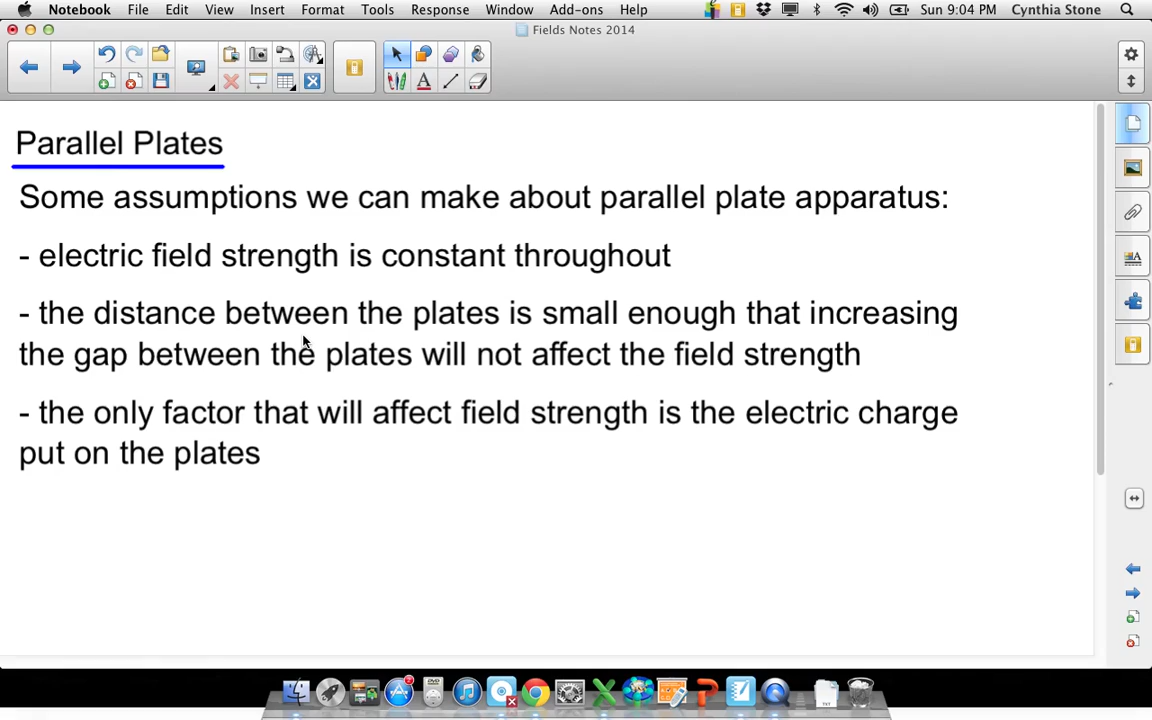 Notebook File Edit View Insert Format Tools Response Window Add-ons Help Sun 9:04 PM Cynthia Stone
Fields Notes 2014
Parallel Plates
Some assumptions we can make about parallel plate apparatus:
- electric field strength is constant throughout
- the distance between the plates is small enough that increasing
the gap between the plates will not affect the field strength
- the only factor that will affect field strength is the electric charge
put on the plates